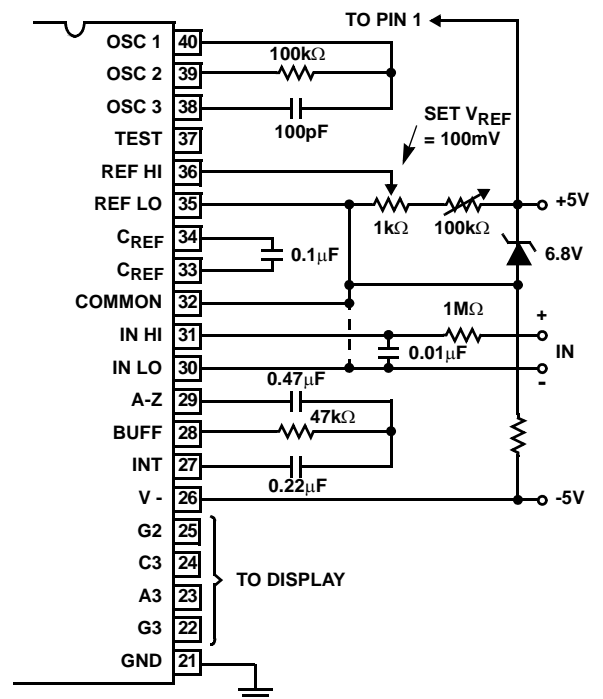 TO PIN 1
OSC 1 40
100kΩ
OSC 2 39
OSC 3 38
100pF
SET VREF
= 100mV
TEST 37
REF HI 36
REF LO 35
+5V
1kΩ
100kΩ
CREF 34
0.1µF
6.8V
CREF 33
COMMON 32
1MΩ
+
IN HI 31
0.01µF
IN
IN LO 30
-
0.47µF
A-Z 29
47kΩ
BUFF 28
INT 27
0.22µF
V - 26
-5V
G2 25
C3 24
TO DISPLAY
A3 23
G3 22
GND 21